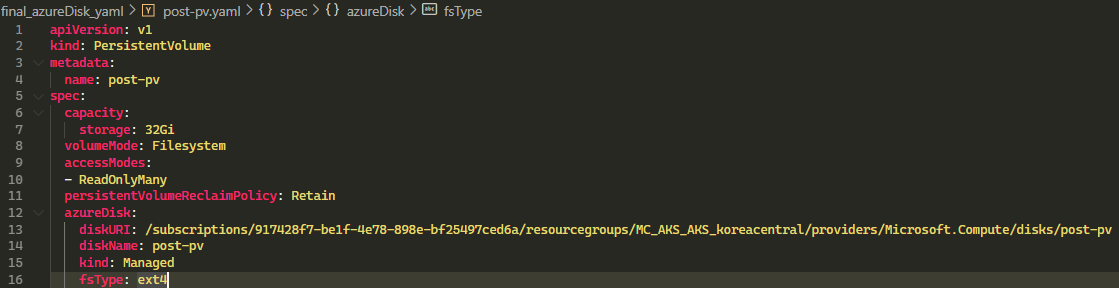 final_azureDisk_yaml > post-pv.yaml > {} spec > {} azureDisk > abc fsType
1 apiVersion: v1
2 kind: PersistentVolume
3 metadata:
4 name: post-pv
5 spec:
6 capacity:
7 storage: 32Gi
8 volumeMode: Filesystem
9 accessModes:
10 - ReadOnlyMany
11 persistentVolumeReclaimPolicy: Retain
12 azureDisk:
13 diskURI: /subscriptions/917428f7-be1f-4e78-898e-bf25497ced6a/resourcegroups/MC_AKS_AKS_koreacentral/providers/Microsoft.Compute/disks/post-pv
14 diskName: post-pv
15 kind: Managed
16 fsType: ext4